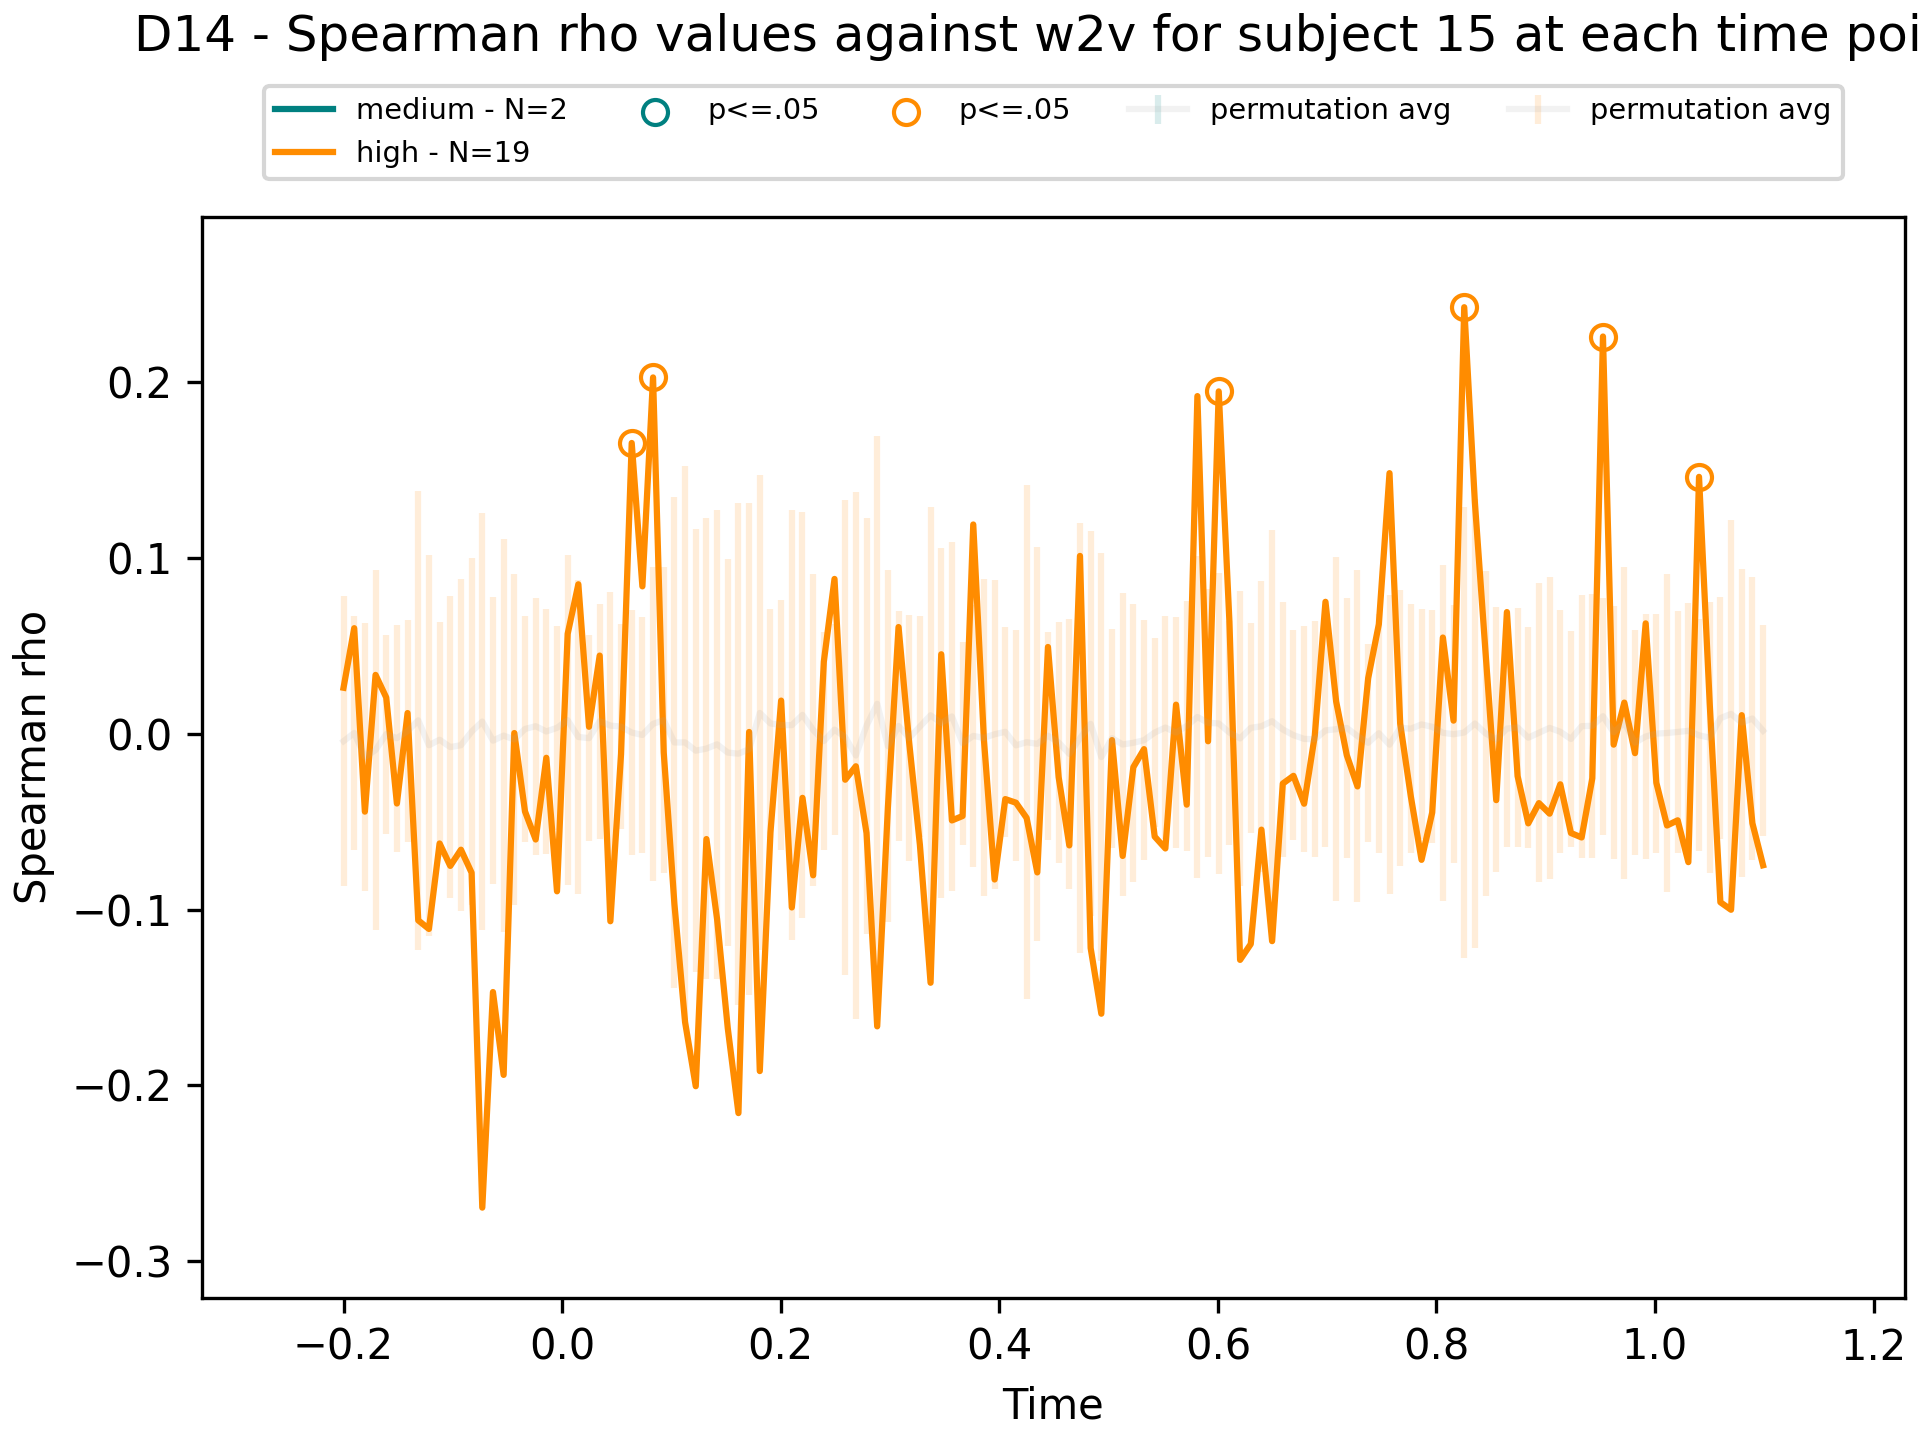 D14 - Spearman rho values against w2v for subject 15 at each time poi
medium - N=2
high - N=19
p<=.05
p<=.05
permutation avg
permutation avg
Spearman rho
0.2
0.1
0.0
−0.1
−0.2
−0.3
−0.2
0.0
0.2
0.4
0.6
0.8
1.0
1.2
Time